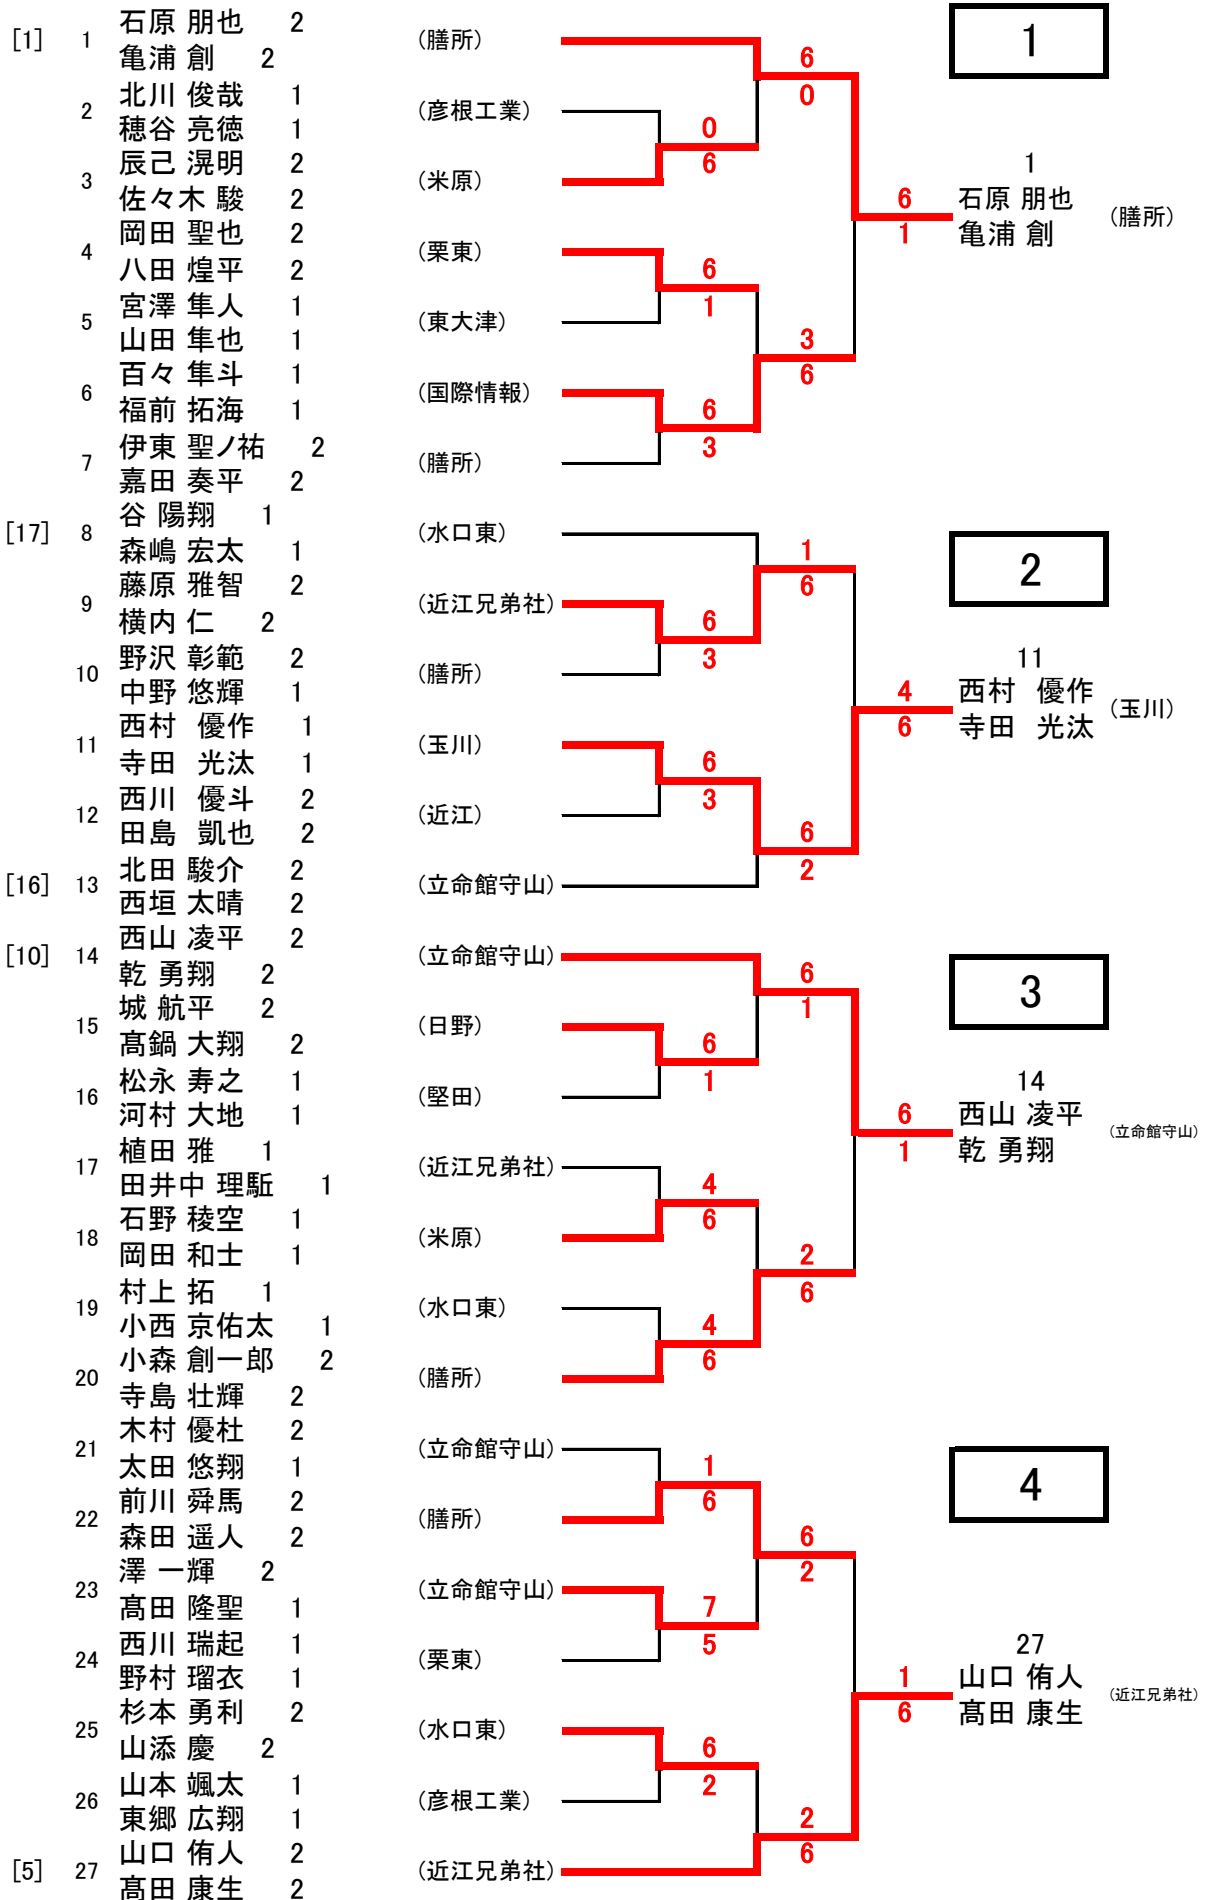 [1] 1 石原 朋也 2 (膳所)
亀浦 創 2
2 北川 俊哉 1 (彦根工業)
穂谷 亮徳 1
3 辰己 滉明 2 (米原)
佐々木 駿 2
4 岡田 聖也 2 (栗東)
八田 煌平 2
5 宮澤 隼人 1 (東大津)
山田 隼也 1
6 百々 隼斗 1 (国際情報)
福前 拓海 1
7 伊東 聖ノ祐 2 (膳所)
嘉田 奏平 2
[17] 8 谷 陽翔 1 (水口東)
森嶋 宏太 1
9 藤原 雅智 2 (近江兄弟社)
横内 仁 2
10 野沢 彰範 2 (膳所)
中野 悠輝 1
11 西村 優作 1 (玉川)
寺田 光汰 1
12 西川 優斗 2 (近江)
田島 凱也 2
[16] 13 北田 駿介 2 (立命館守山)
西垣 太晴 2
[10] 14 西山 凌平 2 (立命館守山)
乾 勇翔 2
15 城 航平 2 (日野)
髙鍋 大翔 2
16 松永 寿之 1 (堅田)
河村 大地 1
17 植田 雅 1 (近江兄弟社)
田井中 理駈 1
18 石野 稜空 1 (米原)
岡田 和士 1
19 村上 拓 1 (水口東)
小西 京佑太 1
20 小森 創一郎 2 (膳所)
寺島 壮輝 2
21 木村 優杜 2 (立命館守山)
太田 悠翔 1
22 前川 舜馬 2 (膳所)
森田 遥人 2
23 澤 一輝 2 (立命館守山)
髙田 隆聖 1
24 西川 瑞起 1 (栗東)
野村 瑠衣 1
25 杉本 勇利 2 (水口東)
山添 慶 2
26 山本 颯太 1 (彦根工業)
東郷 広翔 1
[5] 27 山口 侑人 2 (近江兄弟社)
髙田 康生 2
0
6
6
1
6
3
6
3
6
3
6
1
4
6
4
6
1
6
7
5
6
2
6
0
3
6
1
6
6
2
6
1
2
6
6
2
2
6
6
1
4
6
6
1
1
6
1
1
石原 朋也
亀浦 創
(膳所)
2
11
西村 優作
寺田 光汰
(玉川)
3
14
西山 凌平
乾 勇翔
(立命館守山)
4
27
山口 侑人
髙田 康生
(近江兄弟社)